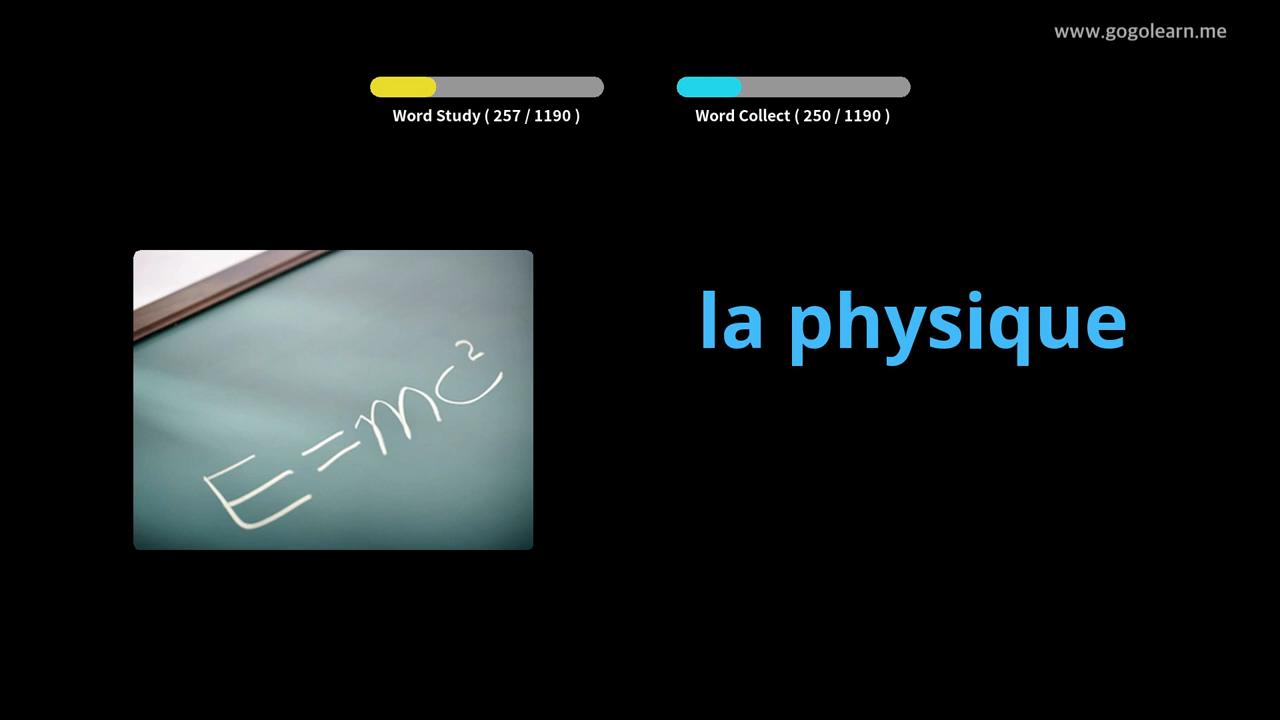 www.gogolearn.me
Word Study ( 257 / 1190 )
Word Collect ( 250 / 1190 )
la physique
E=mc²